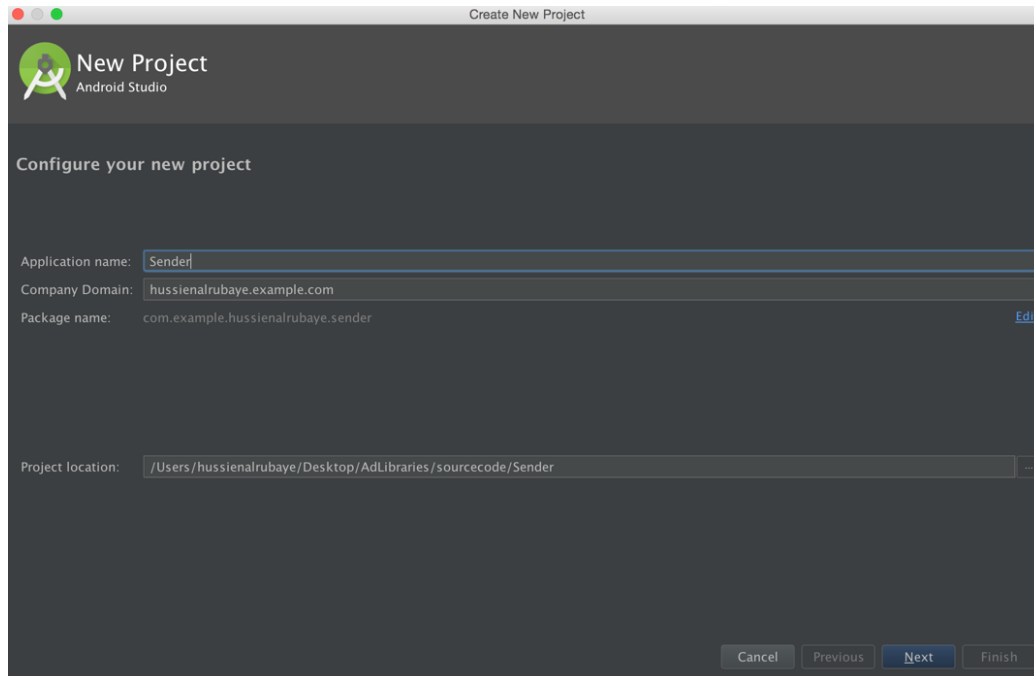 Create New Project
New Project
Android Studio
Configure your new project
Application name: Sender
Company Domain: hussienalrubaye.example.com
Package name: com.example.hussienalrubaye.sender Edi
Project location: /Users/hussienalrubaye/Desktop/AdLibraries/sourcecode/Sender ...
Cancel Previous Next Finish